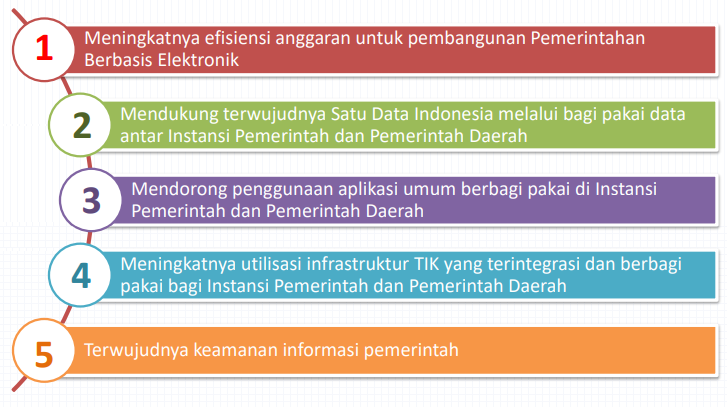 1
Meningkatnya efisiensi anggaran untuk pembangunan Pemerintahan
Berbasis Elektronik
2
Mendukung terwujudnya Satu Data Indonesia melalui bagi pakai data
antar Instansi Pemerintah dan Pemerintah Daerah
3
Mendorong penggunaan aplikasi umum berbagi pakai di Instansi
Pemerintah dan Pemerintah Daerah
4
Meningkatnya utilisasi infrastruktur TIK yang terintegrasi dan berbagi
pakai bagi Instansi Pemerintah dan Pemerintah Daerah
5
Terwujudnya keamanan informasi pemerintah